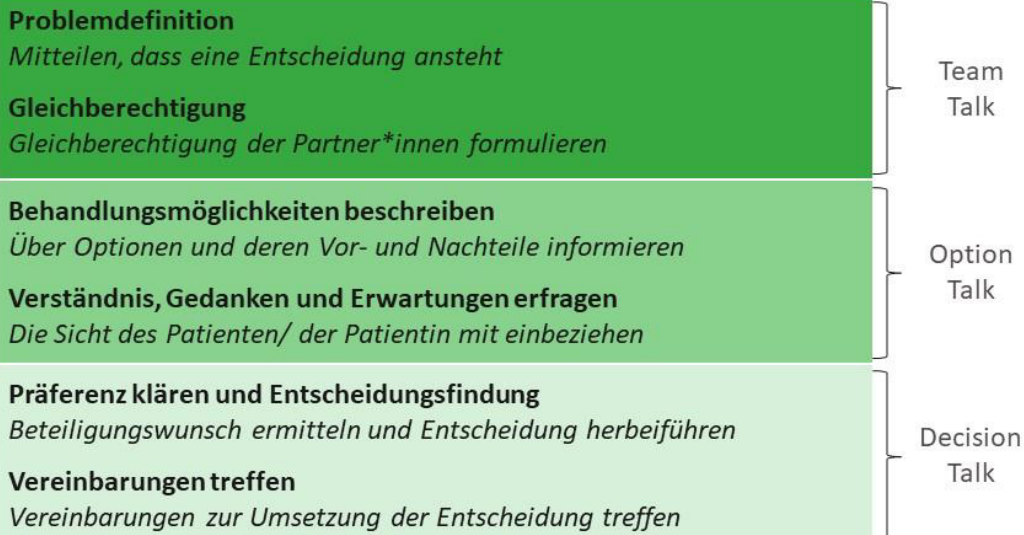 Problemdefinition
Mitteilen, dass eine Entscheidung ansteht
Gleichberechtigung
Gleichberechtigung der Partner*innen formulieren
Team
Talk
Behandlungsmöglichkeiten beschreiben
Über Optionen und deren Vor- und Nachteile informieren
Verständnis, Gedanken und Erwartungen erfragen
Die Sicht des Patienten/ der Patientin mit einbeziehen
Option
Talk
Präferenz klären und Entscheidungsfindung
Beteiligungswunsch ermitteln und Entscheidung herbeiführen
Vereinbarungen treffen
Vereinbarungen zur Umsetzung der Entscheidung treffen
Decision
Talk